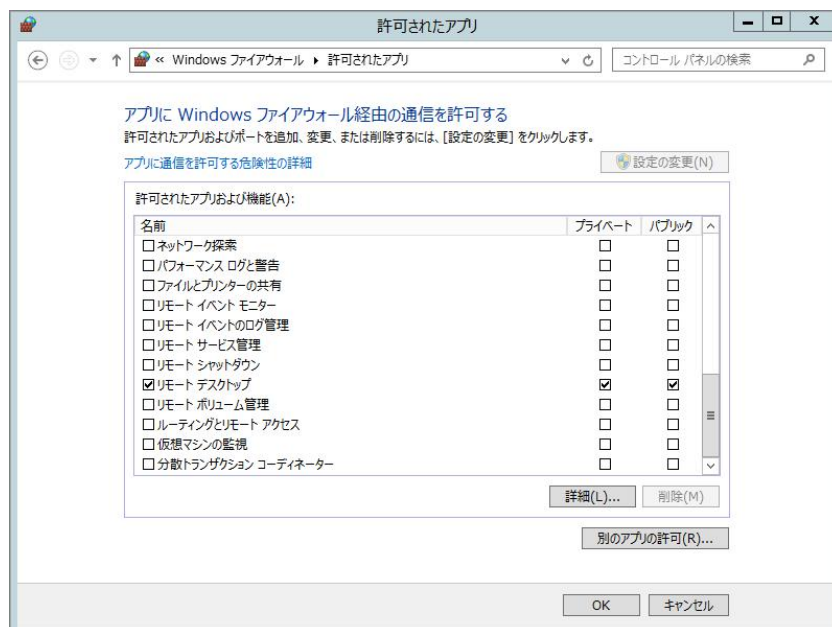 許可されたアプリ
« Windows ファイアウォール ▸ 許可されたアプリ
コントロール パネルの検索
アプリに Windows ファイアウォール経由の通信を許可する
許可されたアプリおよびポートを追加、変更、または削除するには、[設定の変更] をクリックします。
アプリに通信を許可する危険性の詳細
設定の変更(N)
許可されたアプリおよび機能(A):
名前 プライベート パブリック
ネットワーク探索
パフォーマンス ログと警告
ファイルとプリンターの共有
リモート イベント モニター
リモート イベントのログ管理
リモート サービス管理
リモート シャットダウン
リモート デスクトップ
リモート ボリューム管理
ルーティングとリモート アクセス
仮想マシンの監視
分散トランザクション コーディネーター
詳細(L)... 削除(M)
別のアプリの許可(R)...
OK キャンセル